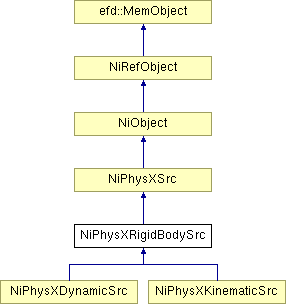 efd::MemObject
NiRefObject
NiObject
NiPhysXSrc
NiPhysXRigidBodySrc
NiPhysXDynamicSrc NiPhysXKinematicSrc